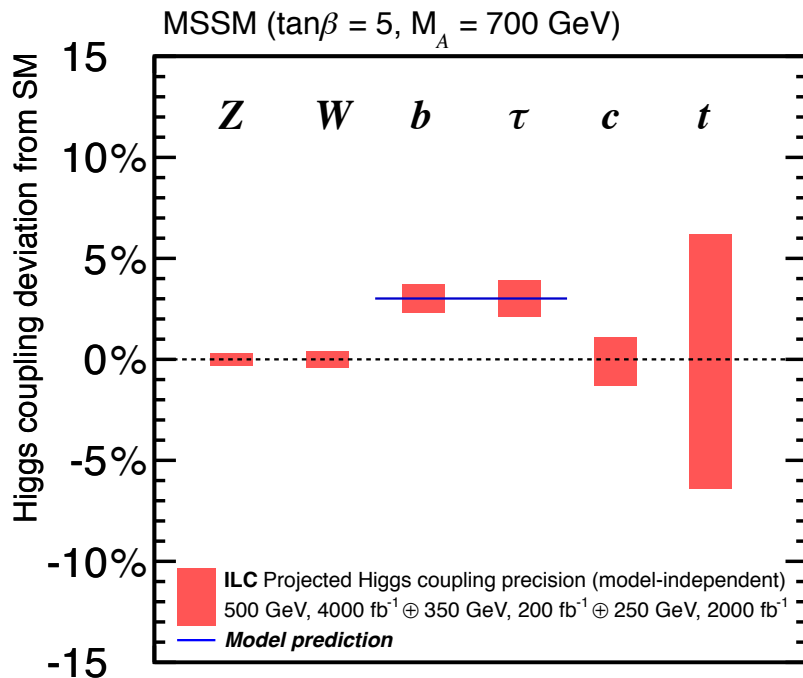 MSSM (tanβ = 5, M_A = 700 GeV)
Higgs coupling deviation from SM
15
Z W b τ c t
10%
5%
0%
-5%
-10%
-15
ILC Projected Higgs coupling precision (model-independent)
500 GeV, 4000 fb⁻¹ ⊕ 350 GeV, 200 fb⁻¹ ⊕ 250 GeV, 2000 fb⁻¹
Model prediction